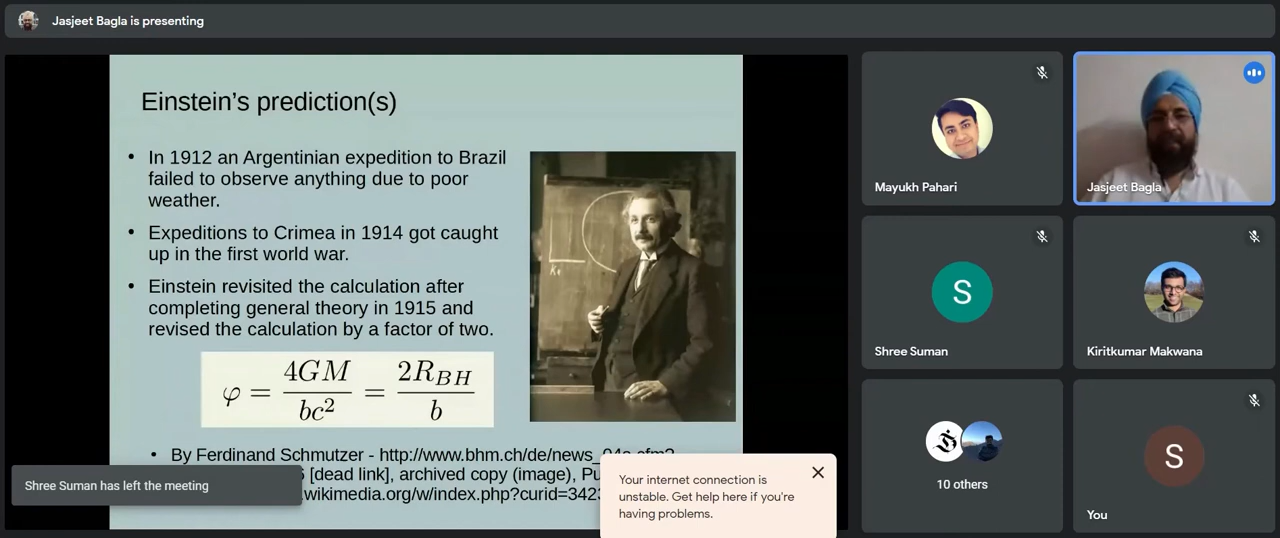 Jasjeet Bagla is presenting
Einstein's prediction(s)
• In 1912 an Argentinian expedition to Brazil
failed to observe anything due to poor
weather.
• Expeditions to Crimea in 1914 got caught
up in the first world war.
• Einstein revisited the calculation after
completing general theory in 1915 and
revised the calculation by a factor of two.
φ = 4GM/bc² = 2R_BH/b
• By Ferdinand Schmutzer - http://www.bhm.ch/de/news_04a.cfm?
[dead link], archived copy (image), Pu
.wikimedia.org/w/index.php?curid=3423
Shree Suman has left the meeting
Your internet connection is
unstable. Get help here if you're
having problems.
Mayukh Pahari
Jasjeet Bagla
S
Shree Suman
Kiritkumar Makwana
10 others
S
You